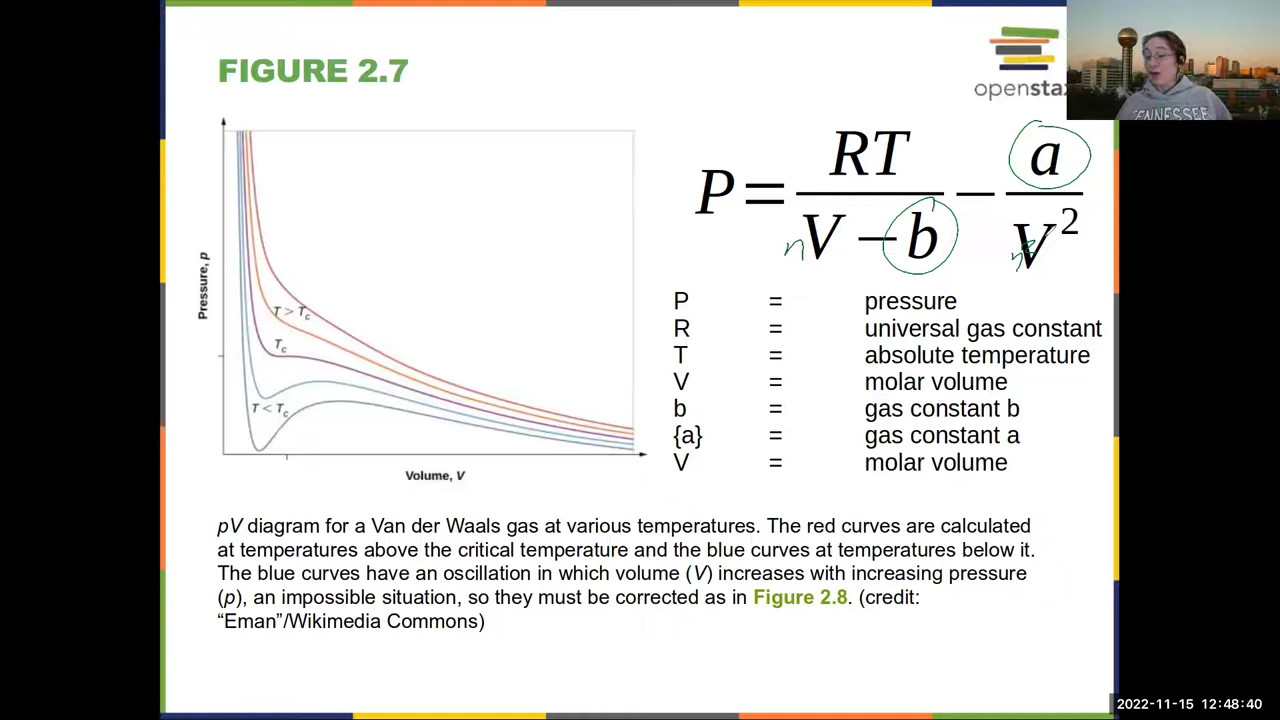 FIGURE 2.7
openstax
TENNESSEE
P = RT / V − b − a / V²
n
n²
Pressure, p
T > Tc
Tc
T < Tc
Volume, V
P = pressure
R = universal gas constant
T = absolute temperature
V = molar volume
b = gas constant b
{a} = gas constant a
V = molar volume
pV diagram for a Van der Waals gas at various temperatures. The red curves are calculated
at temperatures above the critical temperature and the blue curves at temperatures below it.
The blue curves have an oscillation in which volume (V) increases with increasing pressure
(p), an impossible situation, so they must be corrected as in Figure 2.8. (credit:
“Eman”/Wikimedia Commons)
2022-11-15 12:48:40